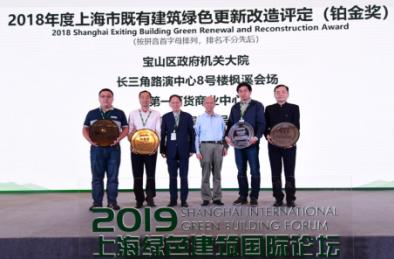 2018年度上海市既有建筑绿色更新改造评定（铂金奖）
2018 Shanghai Exiting Building Green Renewal and Reconstruction Award
（按拼音首字母排列，排名不分先后）
宝山区政府机关大院
长三角路演中心8号楼枫溪会场
第一百货商业中心
2019 SHANGHAI INTERNATIONAL
GREEN BUILDING FORUM
上海绿色建筑国际论坛